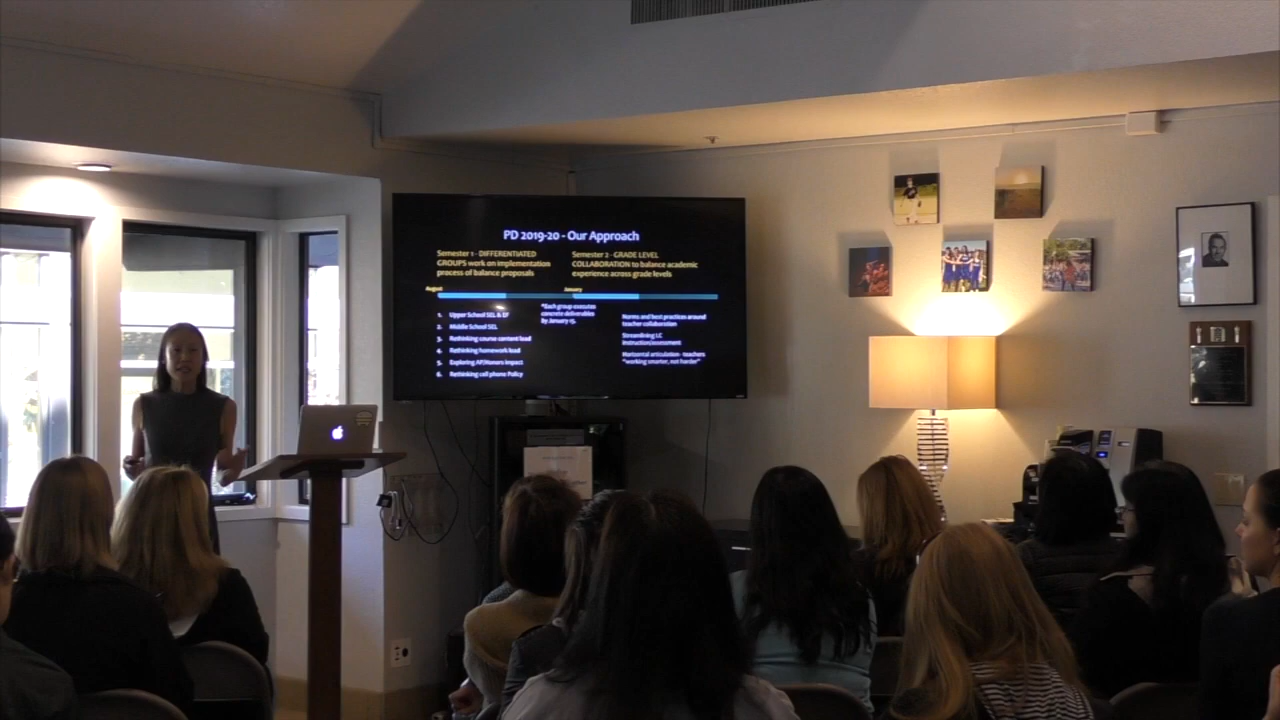 PD 2019-20 - Our Approach
Semester 1 - DIFFERENTIATED
GROUPS work on implementation
process of balance proposals
Semester 2 - GRADE LEVEL
COLLABORATION to balance academic
experience across grade levels
August
January
1. Upper School SEL & EF
2. Middle School SEL
3. Rethinking course content load
4. Rethinking homework load
5. Exploring AP/Honors impact
6. Rethinking cell phone Policy
*Each group executes
concrete deliverables
by January 15.
Norms and best practices around
teacher collaboration
Streamlining LC
instruction/assessment
Horizontal articulation - teachers
"working smarter, not harder"